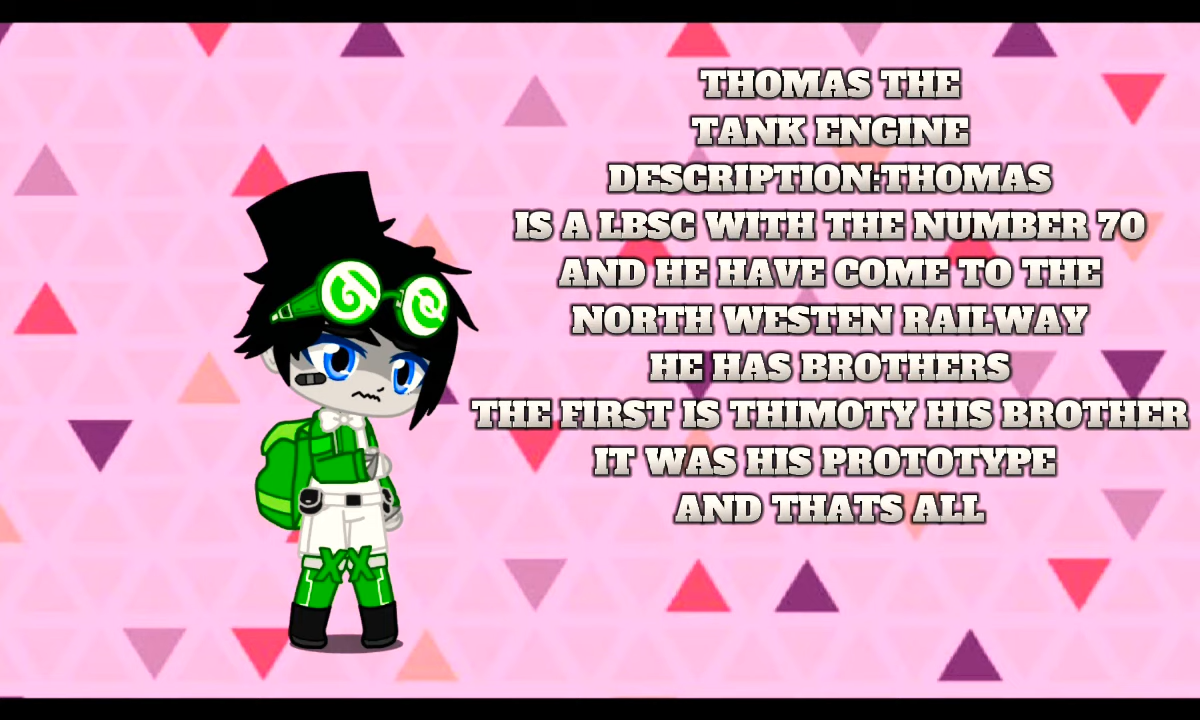 THOMAS THE
TANK ENGINE
DESCRIPTION:THOMAS
IS A LBSC WITH THE NUMBER 70
AND HE HAVE COME TO THE
NORTH WESTEN RAILWAY
HE HAS BROTHERS
THE FIRST IS THIMOTY HIS BROTHER
IT WAS HIS PROTOTYPE
AND THATS ALL